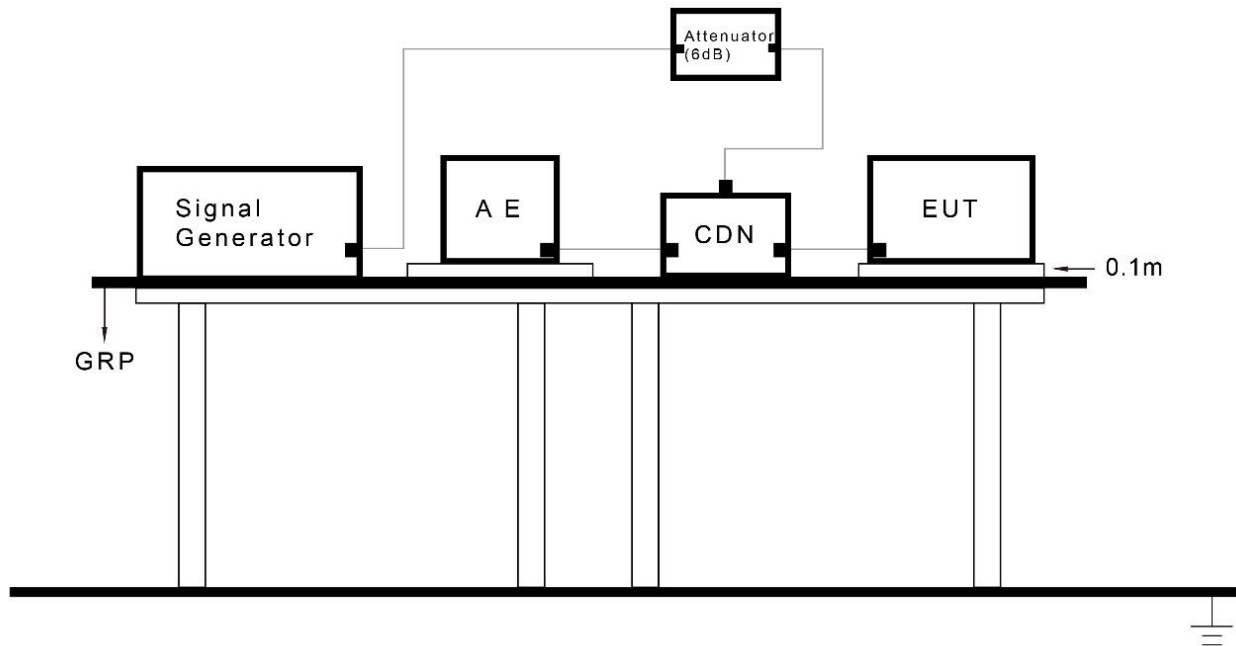 Attenuator
(6dB)
Signal
Generator
A E
CDN
EUT
0.1m
GRP